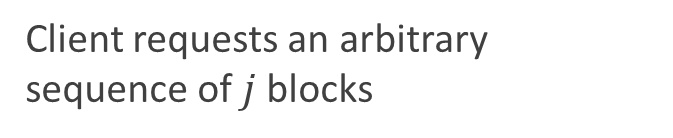 Client requests an arbitrary
sequence of j blocks